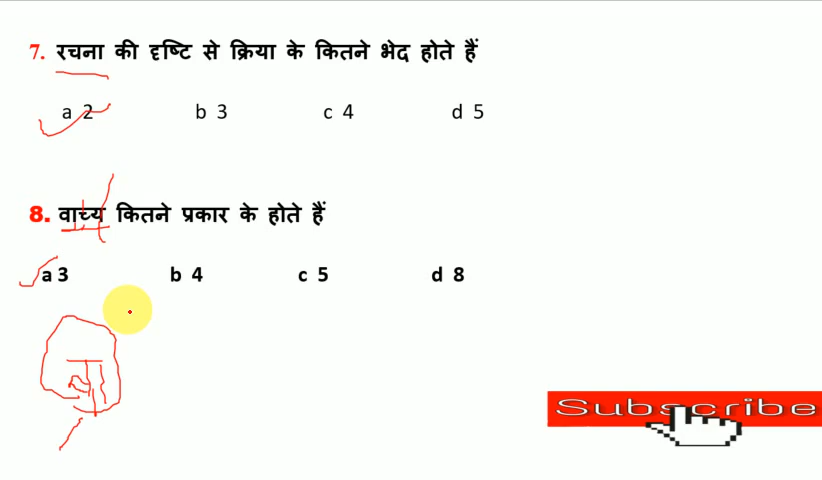 7. रचना की दृष्टि से क्रिया के कितने भेद होते हैं
a 2 b 3 c 4 d 5
8. वाच्य कितने प्रकार के होते हैं
a 3 b 4 c 5 d 8
Subscribe